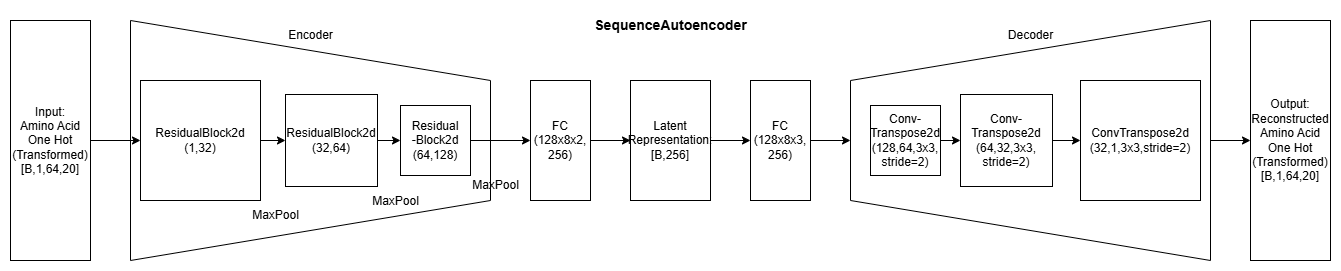 SequenceAutoencoder
Input:
Amino Acid
One Hot
(Transformed)
[B,1,64,20]
Encoder
ResidualBlock2d
(1,32)
MaxPool
ResidualBlock2d
(32,64)
MaxPool
Residual
-Block2d
(64,128)
MaxPool
FC
(128x8x2,
256)
Latent
Representation
[B,256]
FC
(128x8x3,
256)
Decoder
Conv-
Transpose2d
(128,64,3x3,
stride=2)
Conv-
Transpose2d
(64,32,3x3,
stride=2)
ConvTranspose2d
(32,1,3x3,stride=2)
Output:
Reconstructed
Amino Acid
One Hot
(Transformed)
[B,1,64,20]